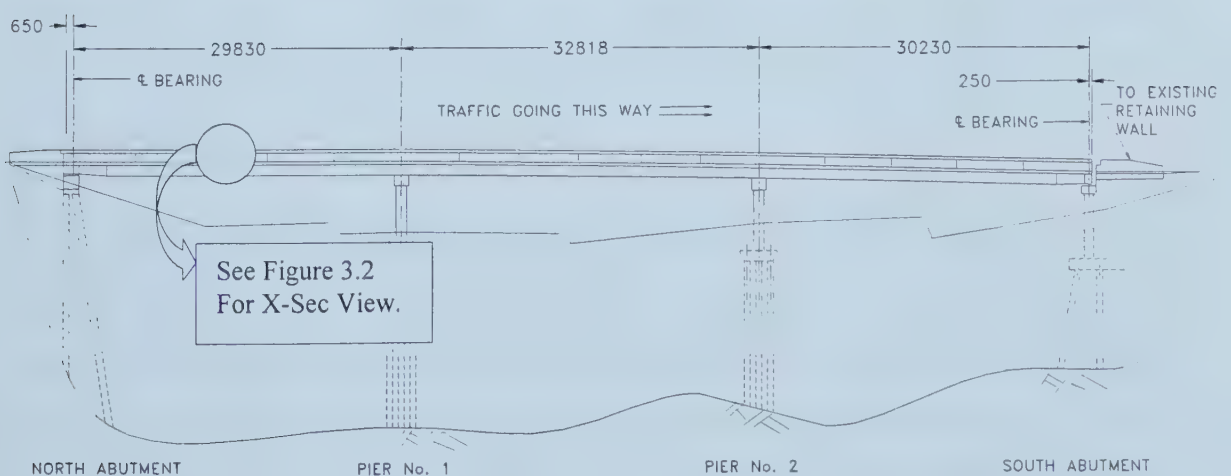 650
29830
32818
30230
℄ BEARING
250
TRAFFIC GOING THIS WAY
TO EXISTING
RETAINING
WALL
℄ BEARING
See Figure 3.2
For X-Sec View.
NORTH ABUTMENT
PIER No. 1
PIER No. 2
SOUTH ABUTMENT